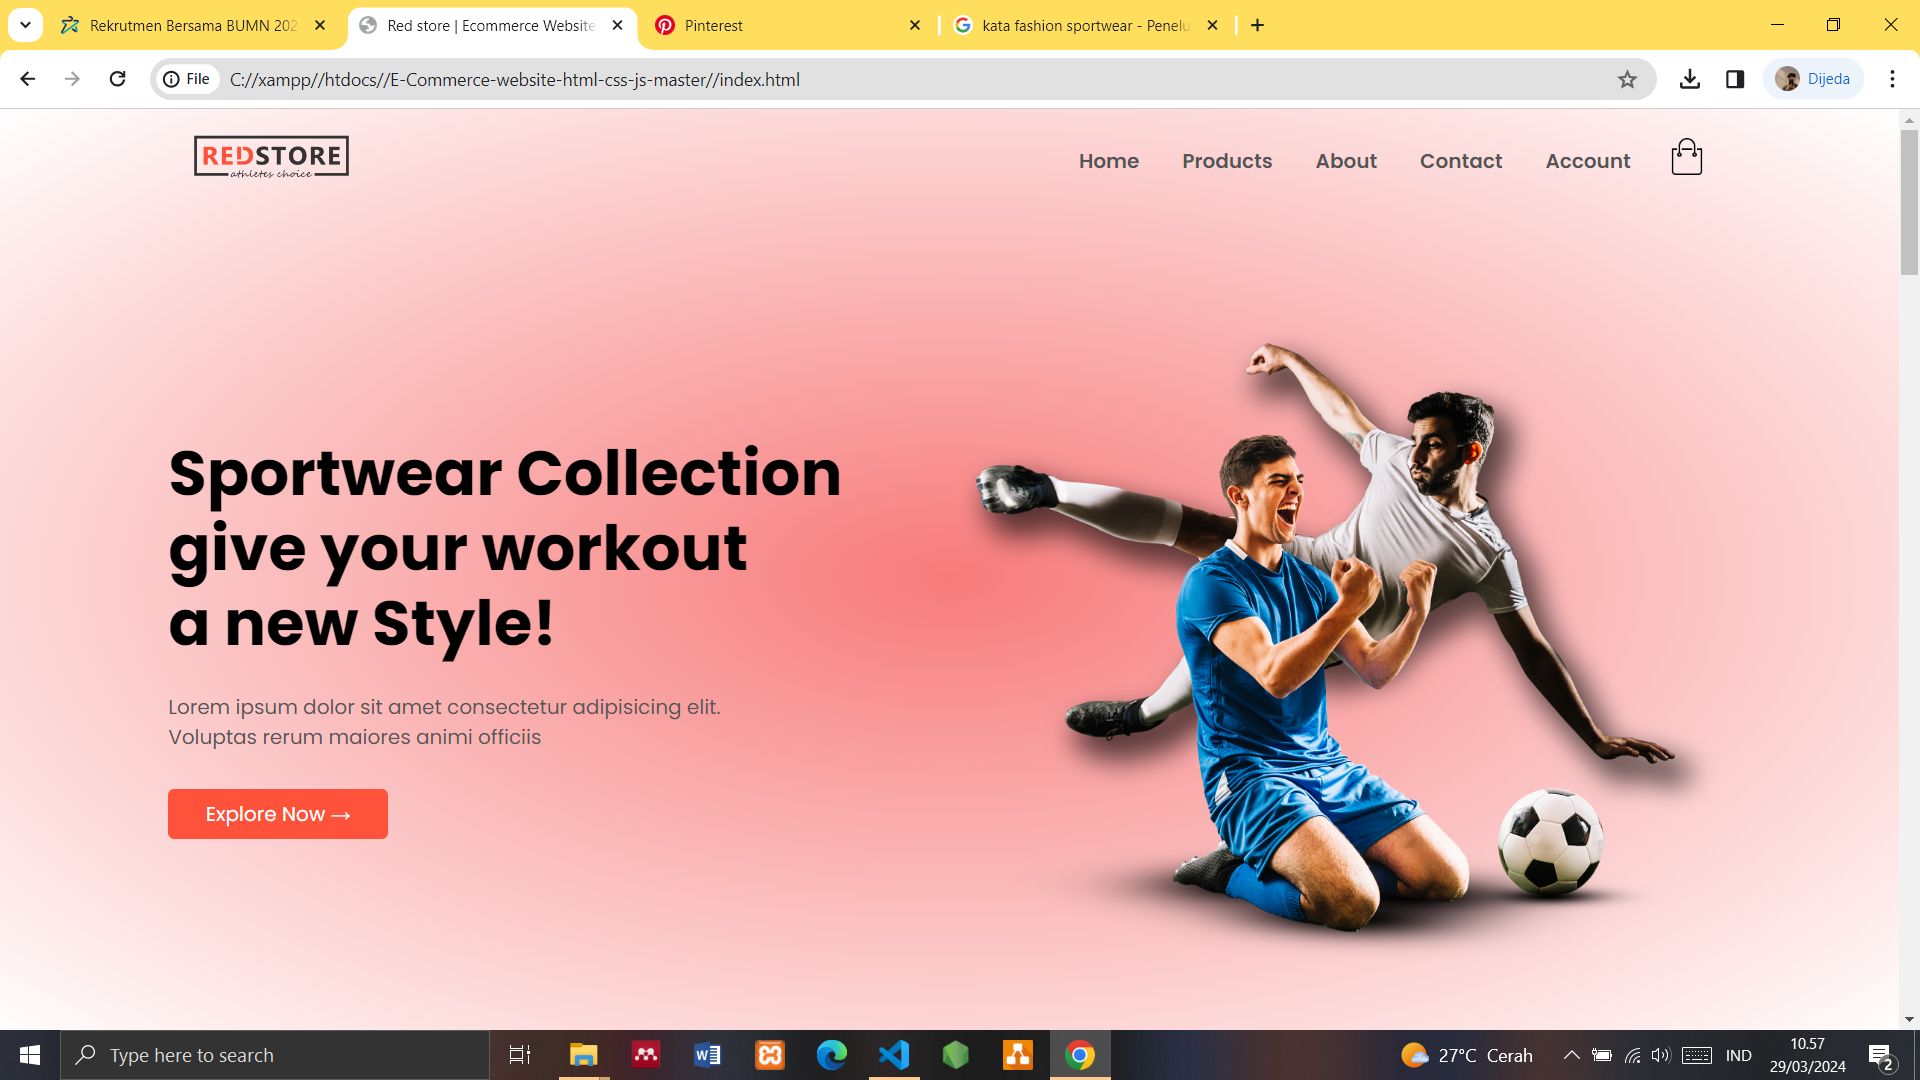 Rekrutmen Bersama BUMN 202
Red store | Ecommerce Website
Pinterest
kata fashion sportwear - Penelu
File
C://xampp//htdocs//E-Commerce-website-html-css-js-master//index.html
Dijeda
REDSTORE
athletes choice
Home
Products
About
Contact
Account
Sportwear Collection
give your workout
a new Style!
Lorem ipsum dolor sit amet consectetur adipisicing elit.
Voluptas rerum maiores animi officiis
Explore Now →
Type here to search
27°C Cerah
IND
10.57
29/03/2024
2